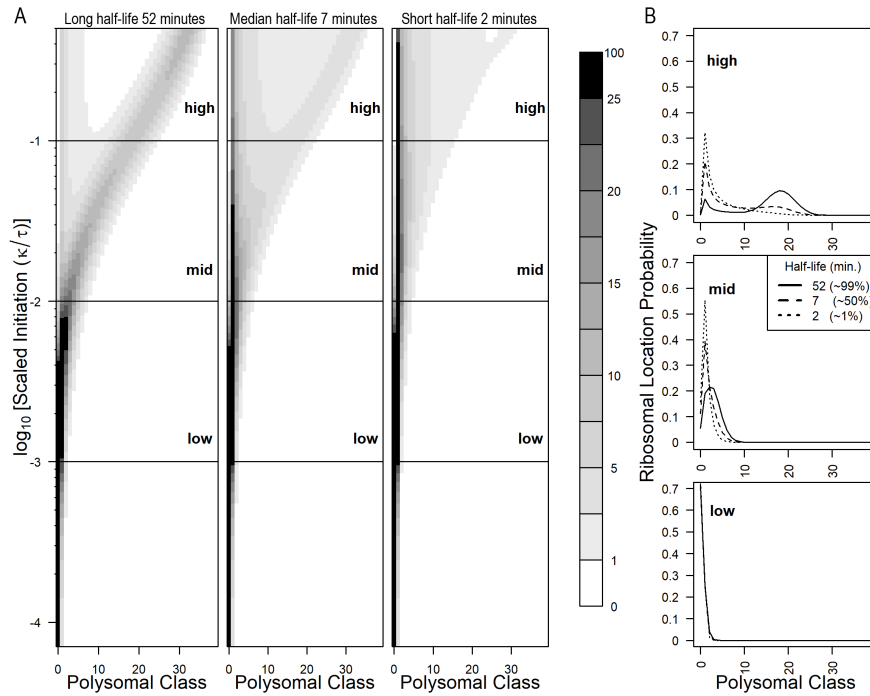 A
Long half-life 52 minutes
Median half-life 7 minutes
Short half-life 2 minutes
log10 [Scaled Initiation (κ/τ)]
-1
-2
-3
-4
high
mid
low
high
mid
low
high
mid
low
0 10 20 30
0 10 20 30
0 10 20 30
Polysomal Class
Polysomal Class
Polysomal Class
100
25
20
15
10
5
1
0
B
Ribosomal Location Probability
high
0.7
0.6
0.5
0.4
0.3
0.2
0.1
0
0 10 20 30
mid
0.7
0.6
0.5
0.4
0.3
0.2
0.1
0
Half-life (min.)
52 (~99%)
7 (~50%)
2 (~1%)
0 10 20 30
low
0.7
0.6
0.5
0.4
0.3
0.2
0.1
0
0 10 20 30
Polysomal Class